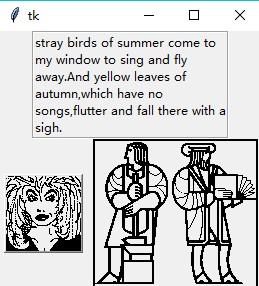 tk
stray birds of summer come to
my window to sing and fly
away.And yellow leaves of
autumn,which have no
songs,flutter and fall there with a
sigh.